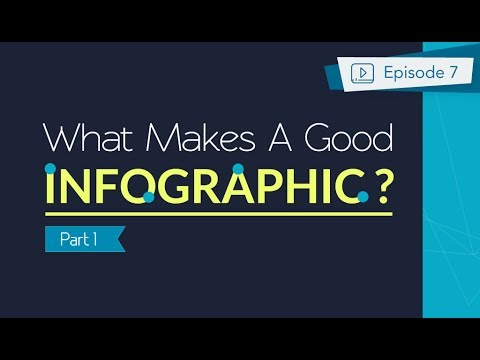 Episode 7
What Makes A Good
INFOGRAPHIC?
Part 1